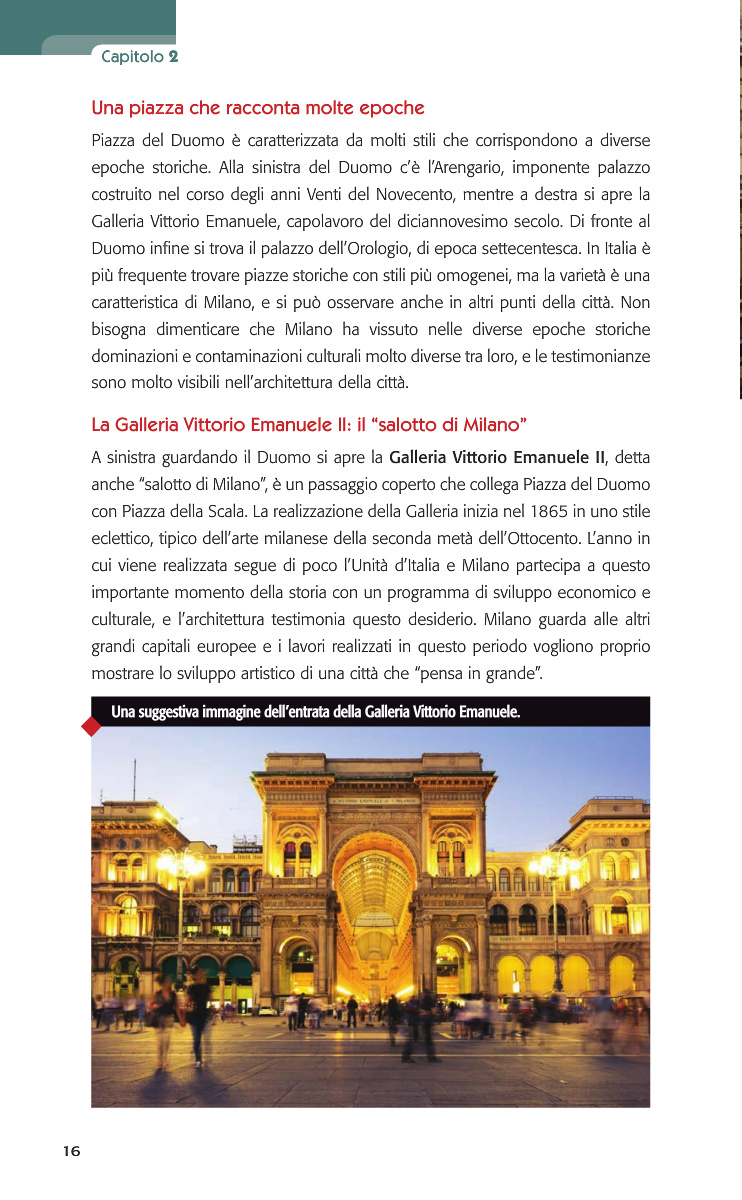 Capitolo 2
Una piazza che racconta molte epoche
Piazza del Duomo è caratterizzata da molti stili che corrispondono a diverse
epoche storiche. Alla sinistra del Duomo c’è l’Arengario, imponente palazzo
costruito nel corso degli anni Venti del Novecento, mentre a destra si apre la
Galleria Vittorio Emanuele, capolavoro del diciannovesimo secolo. Di fronte al
Duomo infine si trova il palazzo dell’Orologio, di epoca settecentesca. In Italia è
più frequente trovare piazze storiche con stili più omogenei, ma la varietà è una
caratteristica di Milano, e si può osservare anche in altri punti della città. Non
bisogna dimenticare che Milano ha vissuto nelle diverse epoche storiche
dominazioni e contaminazioni culturali molto diverse tra loro, e le testimonianze
sono molto visibili nell’architettura della città.
La Galleria Vittorio Emanuele II: il “salotto di Milano”
A sinistra guardando il Duomo si apre la Galleria Vittorio Emanuele II, detta
anche “salotto di Milano”, è un passaggio coperto che collega Piazza del Duomo
con Piazza della Scala. La realizzazione della Galleria inizia nel 1865 in uno stile
eclettico, tipico dell’arte milanese della seconda metà dell’Ottocento. L’anno in
cui viene realizzata segue di poco l’Unità d’Italia e Milano partecipa a questo
importante momento della storia con un programma di sviluppo economico e
culturale, e l’architettura testimonia questo desiderio. Milano guarda alle altri
grandi capitali europee e i lavori realizzati in questo periodo vogliono proprio
mostrare lo sviluppo artistico di una città che “pensa in grande”.
Una suggestiva immagine dell’entrata della Galleria Vittorio Emanuele.
A VITTORIO EMANUELE II I MILANESI
16